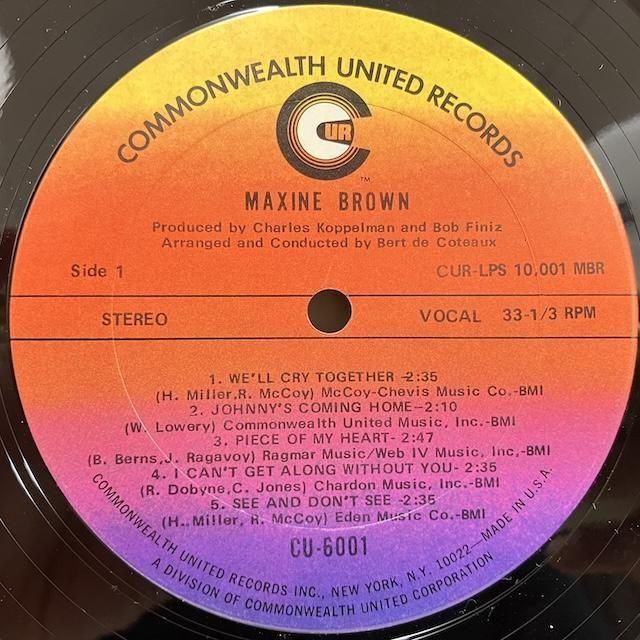 COMMONWEALTH UNITED RECORDS
CUR
TM
MAXINE BROWN
Produced by Charles Koppelman and Bob Finiz
Arranged and Conducted by Bert de Coteaux
Side 1
CUR-LPS 10,001 MBR
STEREO
VOCAL 33-1/3 RPM
1. WE'LL CRY TOGETHER -2:35
(H. Miller,R. McCoy) McCoy-Chevis Music Co.-BMI
2. JOHNNY'S COMING HOME-2:10
(W. Lowery) Commonwealth United Music, Inc.-BMI
3. PIECE OF MY HEART- 2:47
(B. Berns,J. Ragavoy) Ragmar Music/Web IV Music, Inc,-BMI
4. I CAN'T GET ALONG WITHOUT YOU- 2:35
(R. Dobyne,C. Jones) Chardon Music, Inc.-BMI
5. SEE AND DON'T SEE -2:35
(H. Miller, R. McCoy) Eden Music Co.-BMI
CU-6001
COMMONWEALTH UNITED RECORDS INC., NEW YORK, N.Y. 10022—MADE IN U.S.A.
A DIVISION OF COMMONWEALTH UNITED CORPORATION